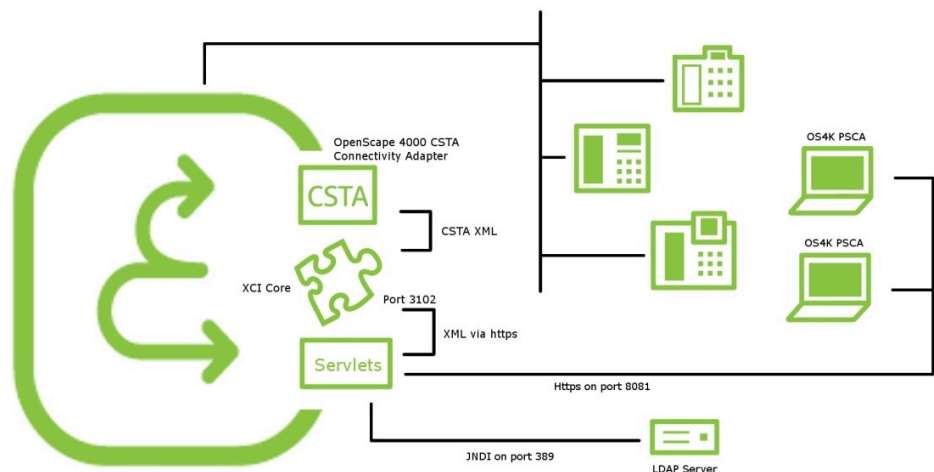 OpenScape 4000 CSTA
Connectivity Adapter
CSTA
CSTA XML
XCI Core
Port 3102
XML via https
Servlets
OS4K PSCA
OS4K PSCA
Https on port 8081
JNDI on port 389
LDAP Server